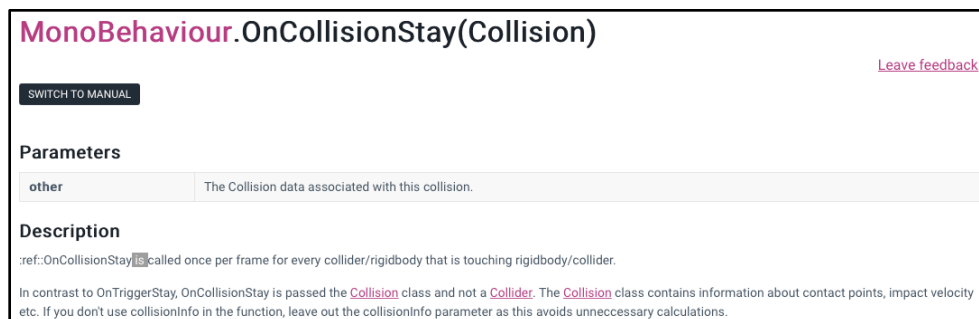 MonoBehaviour.OnCollisionStay(Collision)
Leave feedback
SWITCH TO MANUAL
Parameters
other The Collision data associated with this collision.
Description
:ref::OnCollisionStay is called once per frame for every collider/rigidbody that is touching rigidbody/collider.
In contrast to OnTriggerStay, OnCollisionStay is passed the Collision class and not a Collider. The Collision class contains information about contact points, impact velocity
etc. If you don't use collisionInfo in the function, leave out the collisionInfo parameter as this avoids unneccessary calculations.